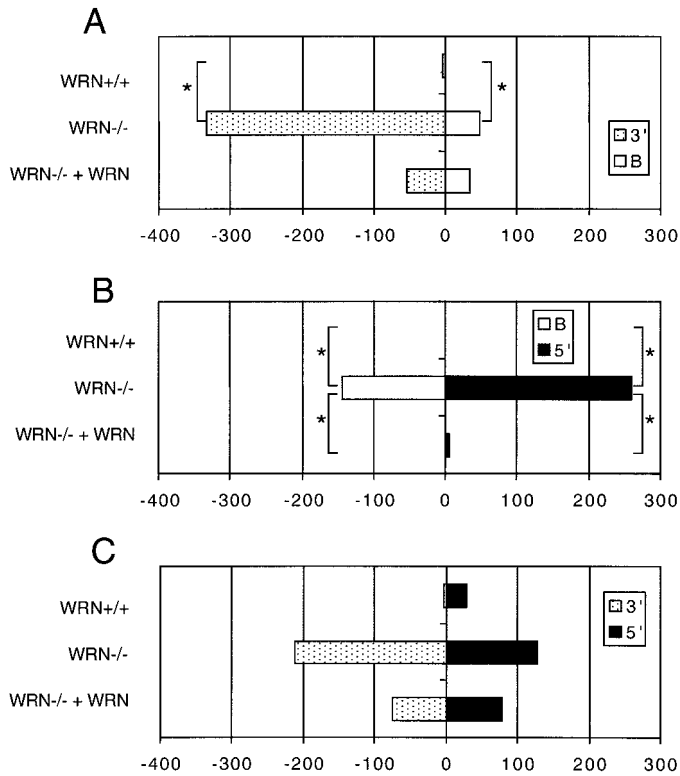 A
WRN+/+
* *
WRN-/-
3'
B
WRN-/- + WRN
-400 -300 -200 -100 0 100 200 300
B
B
5'
WRN+/+
* *
WRN-/-
* *
WRN-/- + WRN
-400 -300 -200 -100 0 100 200 300
C
WRN+/+
3'
5'
WRN-/-
WRN-/- + WRN
-400 -300 -200 -100 0 100 200 300